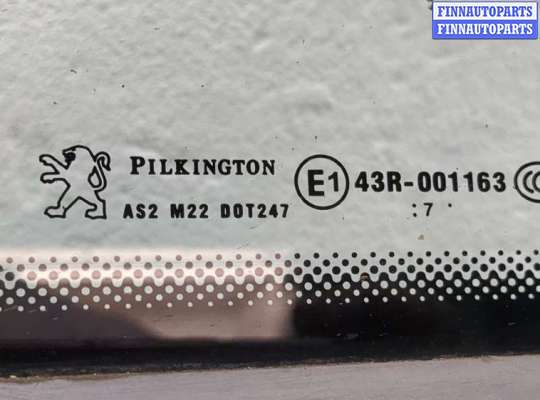 FINNAUTOPARTS
FINNAUTOPARTS
PILKINGTON
AS2 M22 DOT247
E1 43R-001163
:7